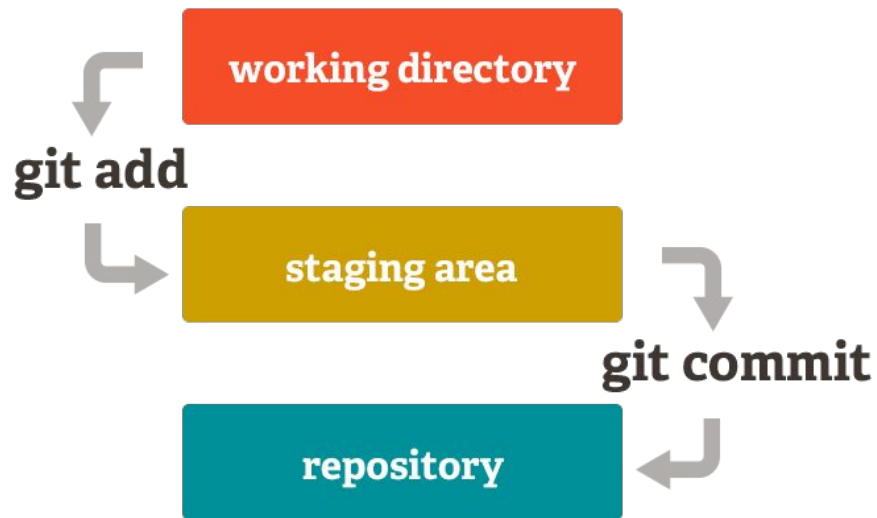 working directory
git add
staging area
git commit
repository